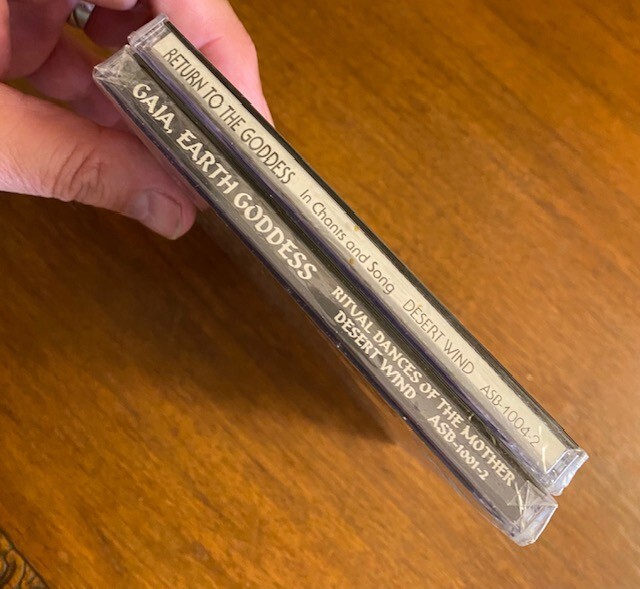 RETURN TO THE GODDESS In Chants and Song DESERT WIND ASB-1004-2
GAIA, EARTH GODDESS
RITUAL DANCES OF THE MOTHER
DESERT WIND ASB-1001-2